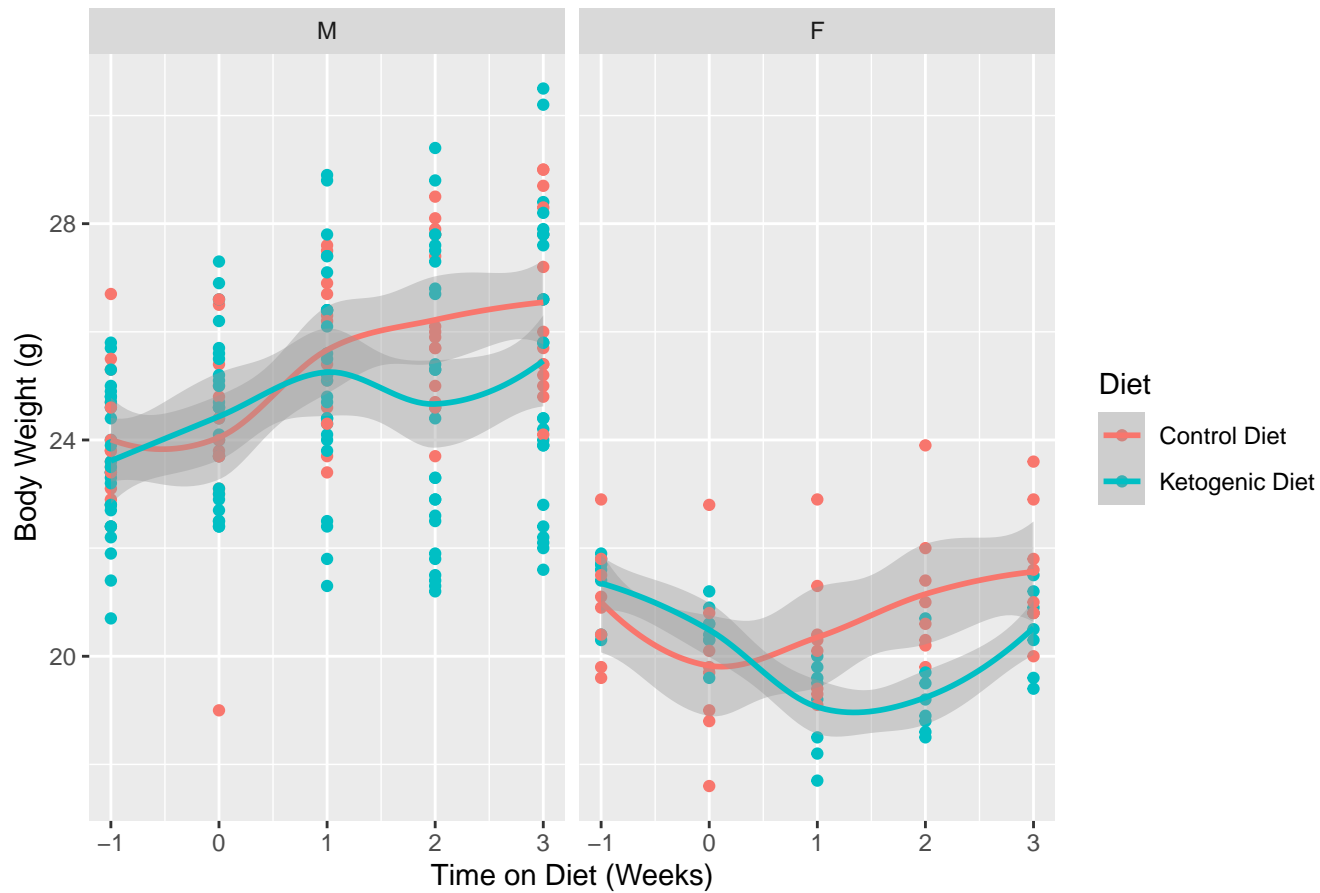 M F
28
24
20
Body Weight (g)
−1 0 1 2 3 −1 0 1 2 3
Time on Diet (Weeks)
Diet
Control Diet
Ketogenic Diet